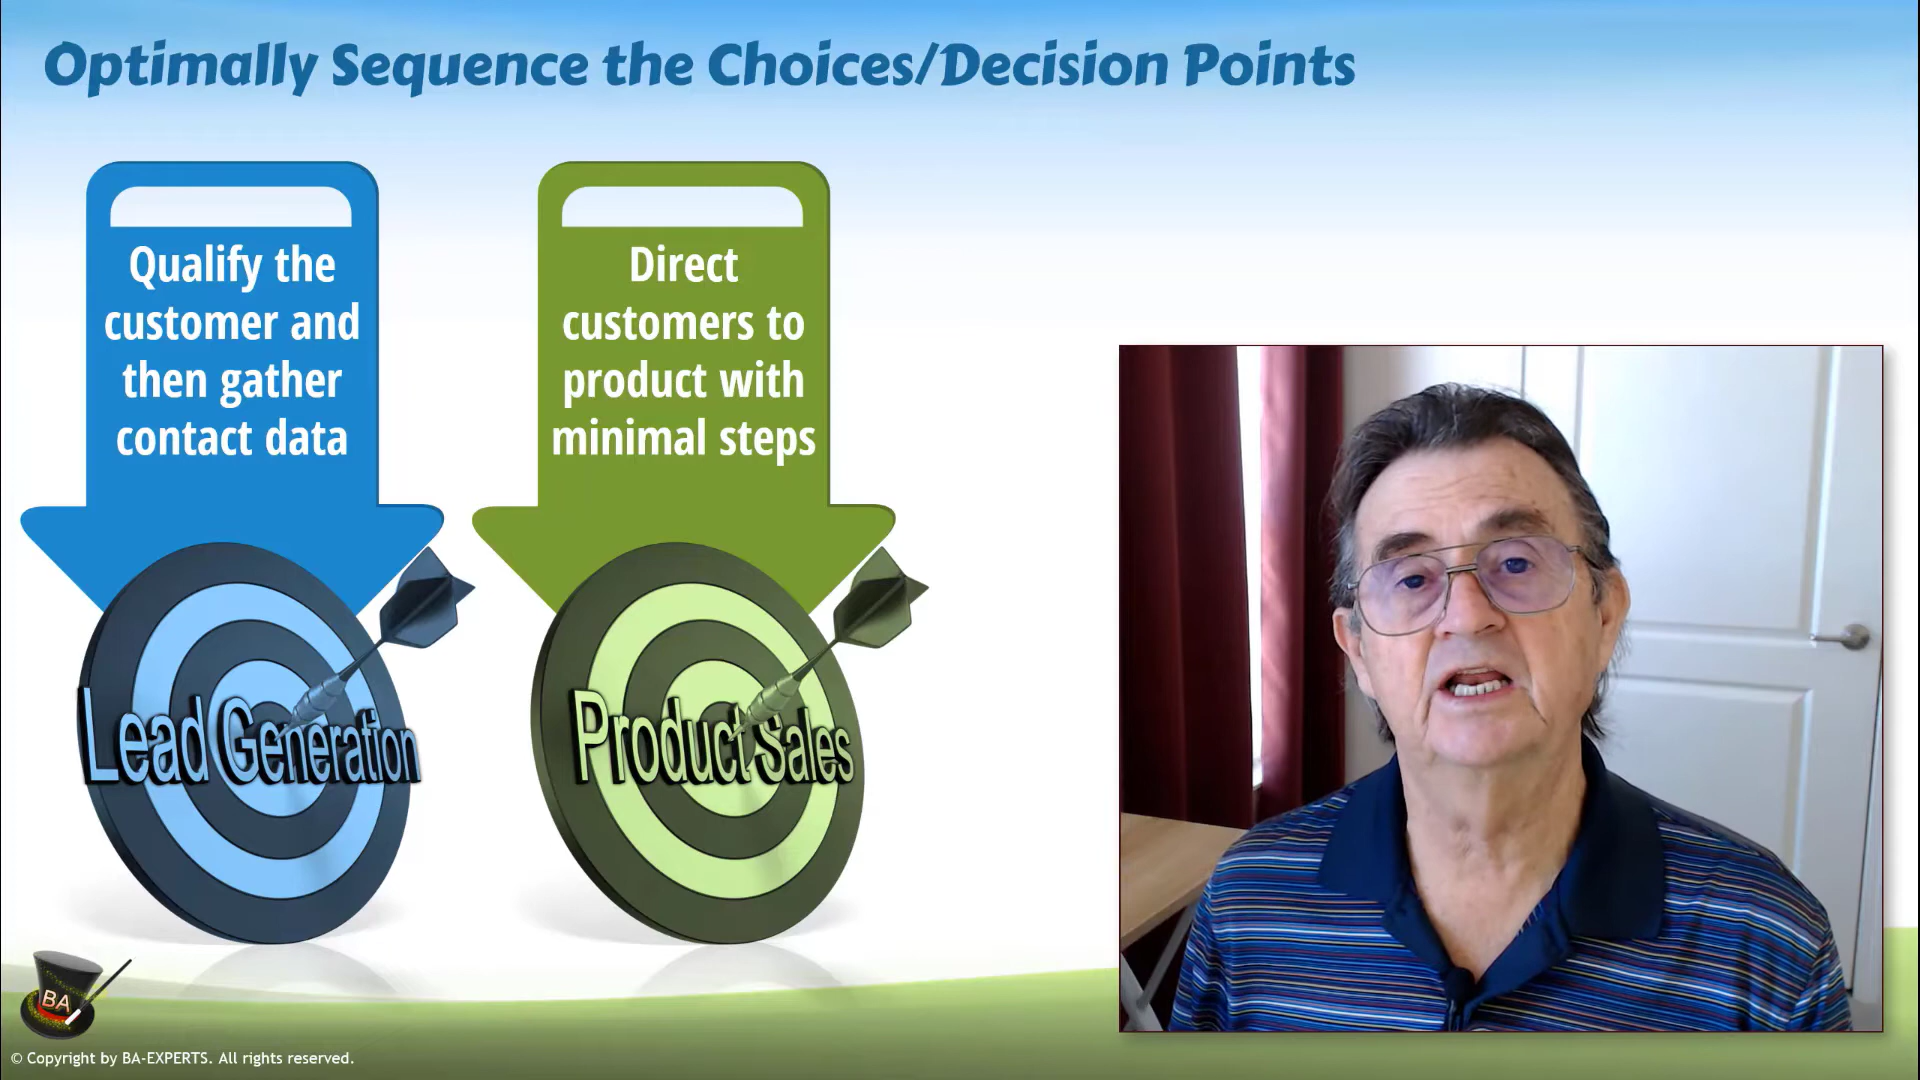 Optimally Sequence the Choices/Decision Points
Qualify the
customer and
then gather
contact data
Direct
customers to
product with
minimal steps
Lead Generation
Product Sales
BA
© Copyright by BA-EXPERTS. All rights reserved.